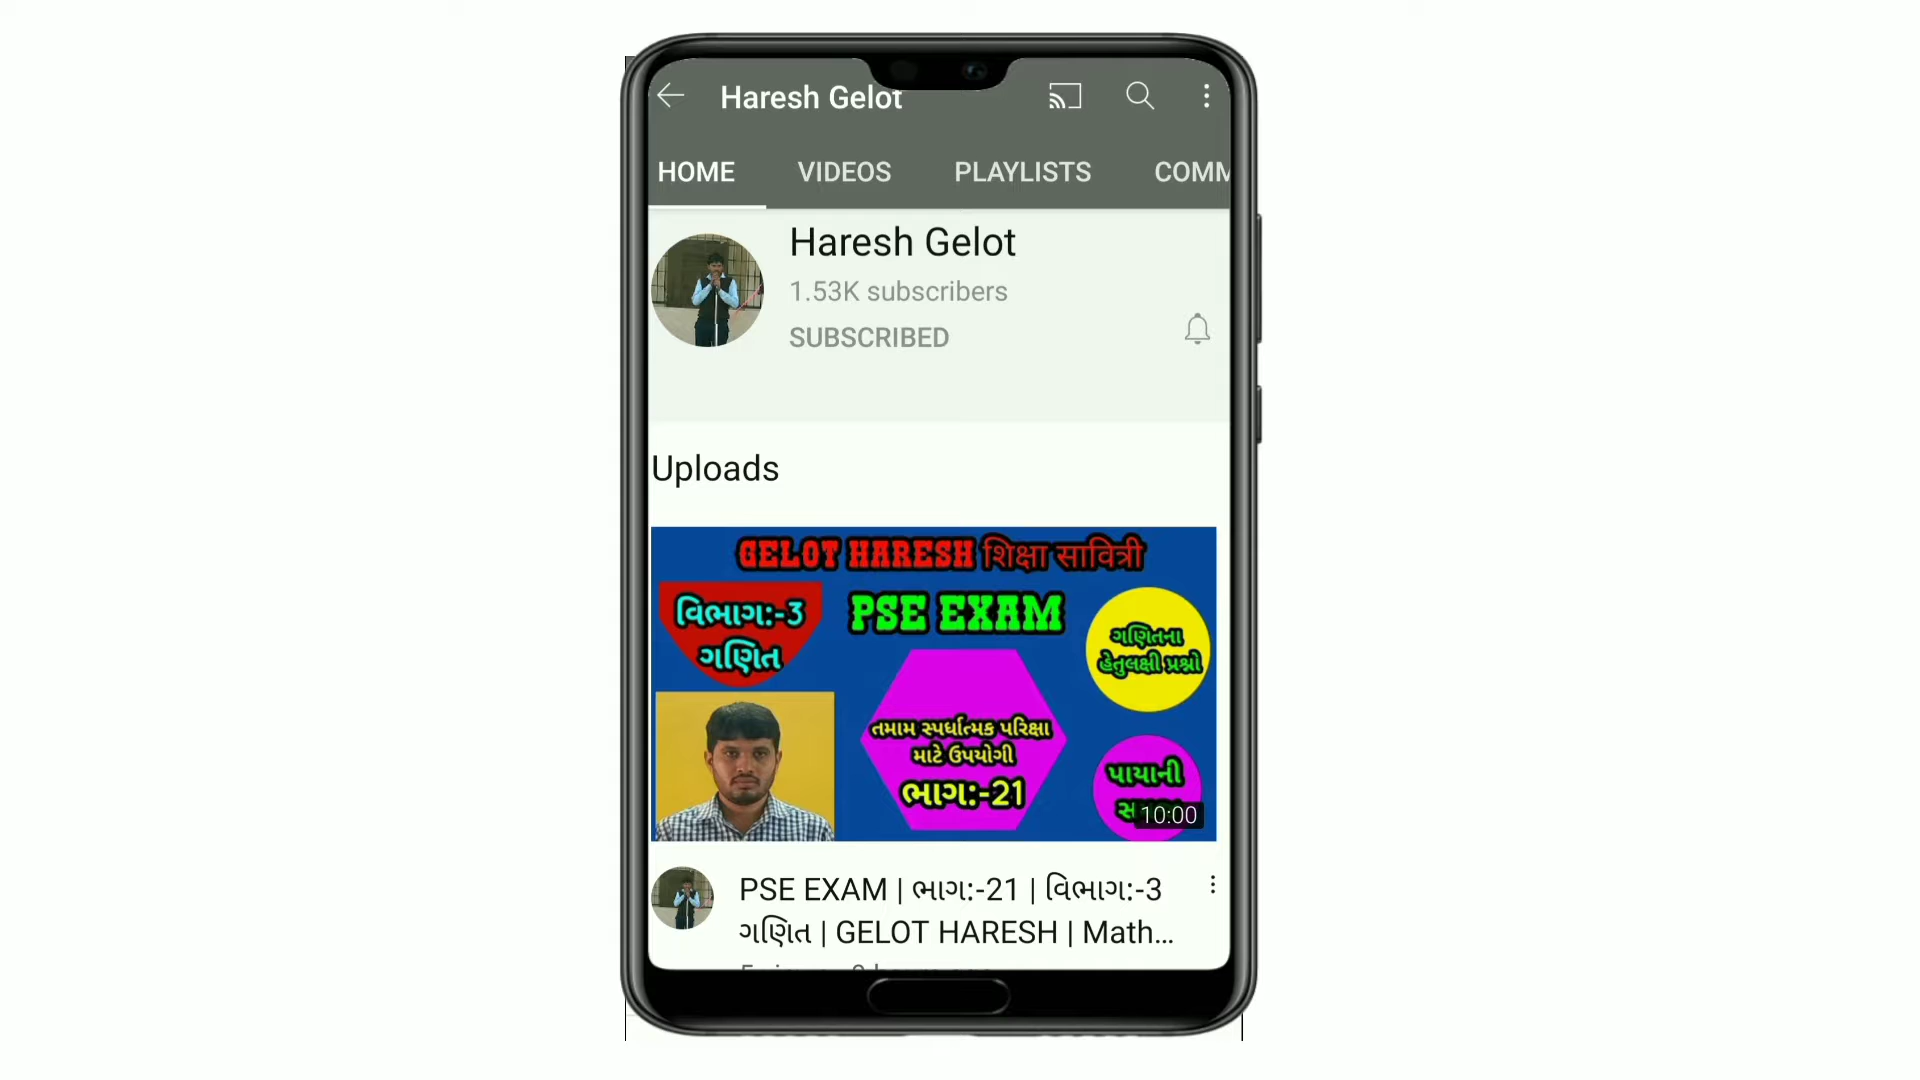 Haresh Gelot
HOME VIDEOS PLAYLISTS COMM
Haresh Gelot
1.53K subscribers
SUBSCRIBED
Uploads
GELOT HARESH शिक्षा सावित्री
વિભાગ:-3
ગણિત
PSE EXAM
ગણિતના
હેતુલક્ષી પ્રશ્નો
તમામ સ્પર્ધાત્મક પરિક્ષા
માટે ઉપયોગી
ભાગ:-21
પાયાની
10:00
PSE EXAM | ભાગ:-21 | વિભાગ:-3
ગણિત | GELOT HARESH | Math...